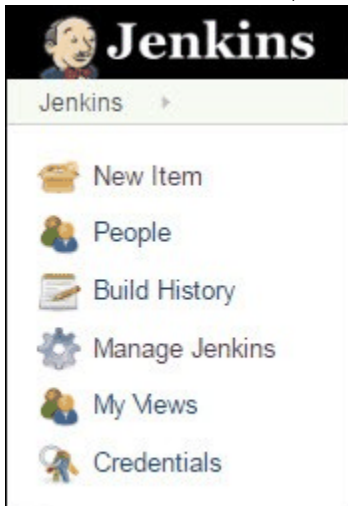 Jenkins
Jenkins
New Item
People
Build History
Manage Jenkins
My Views
Credentials